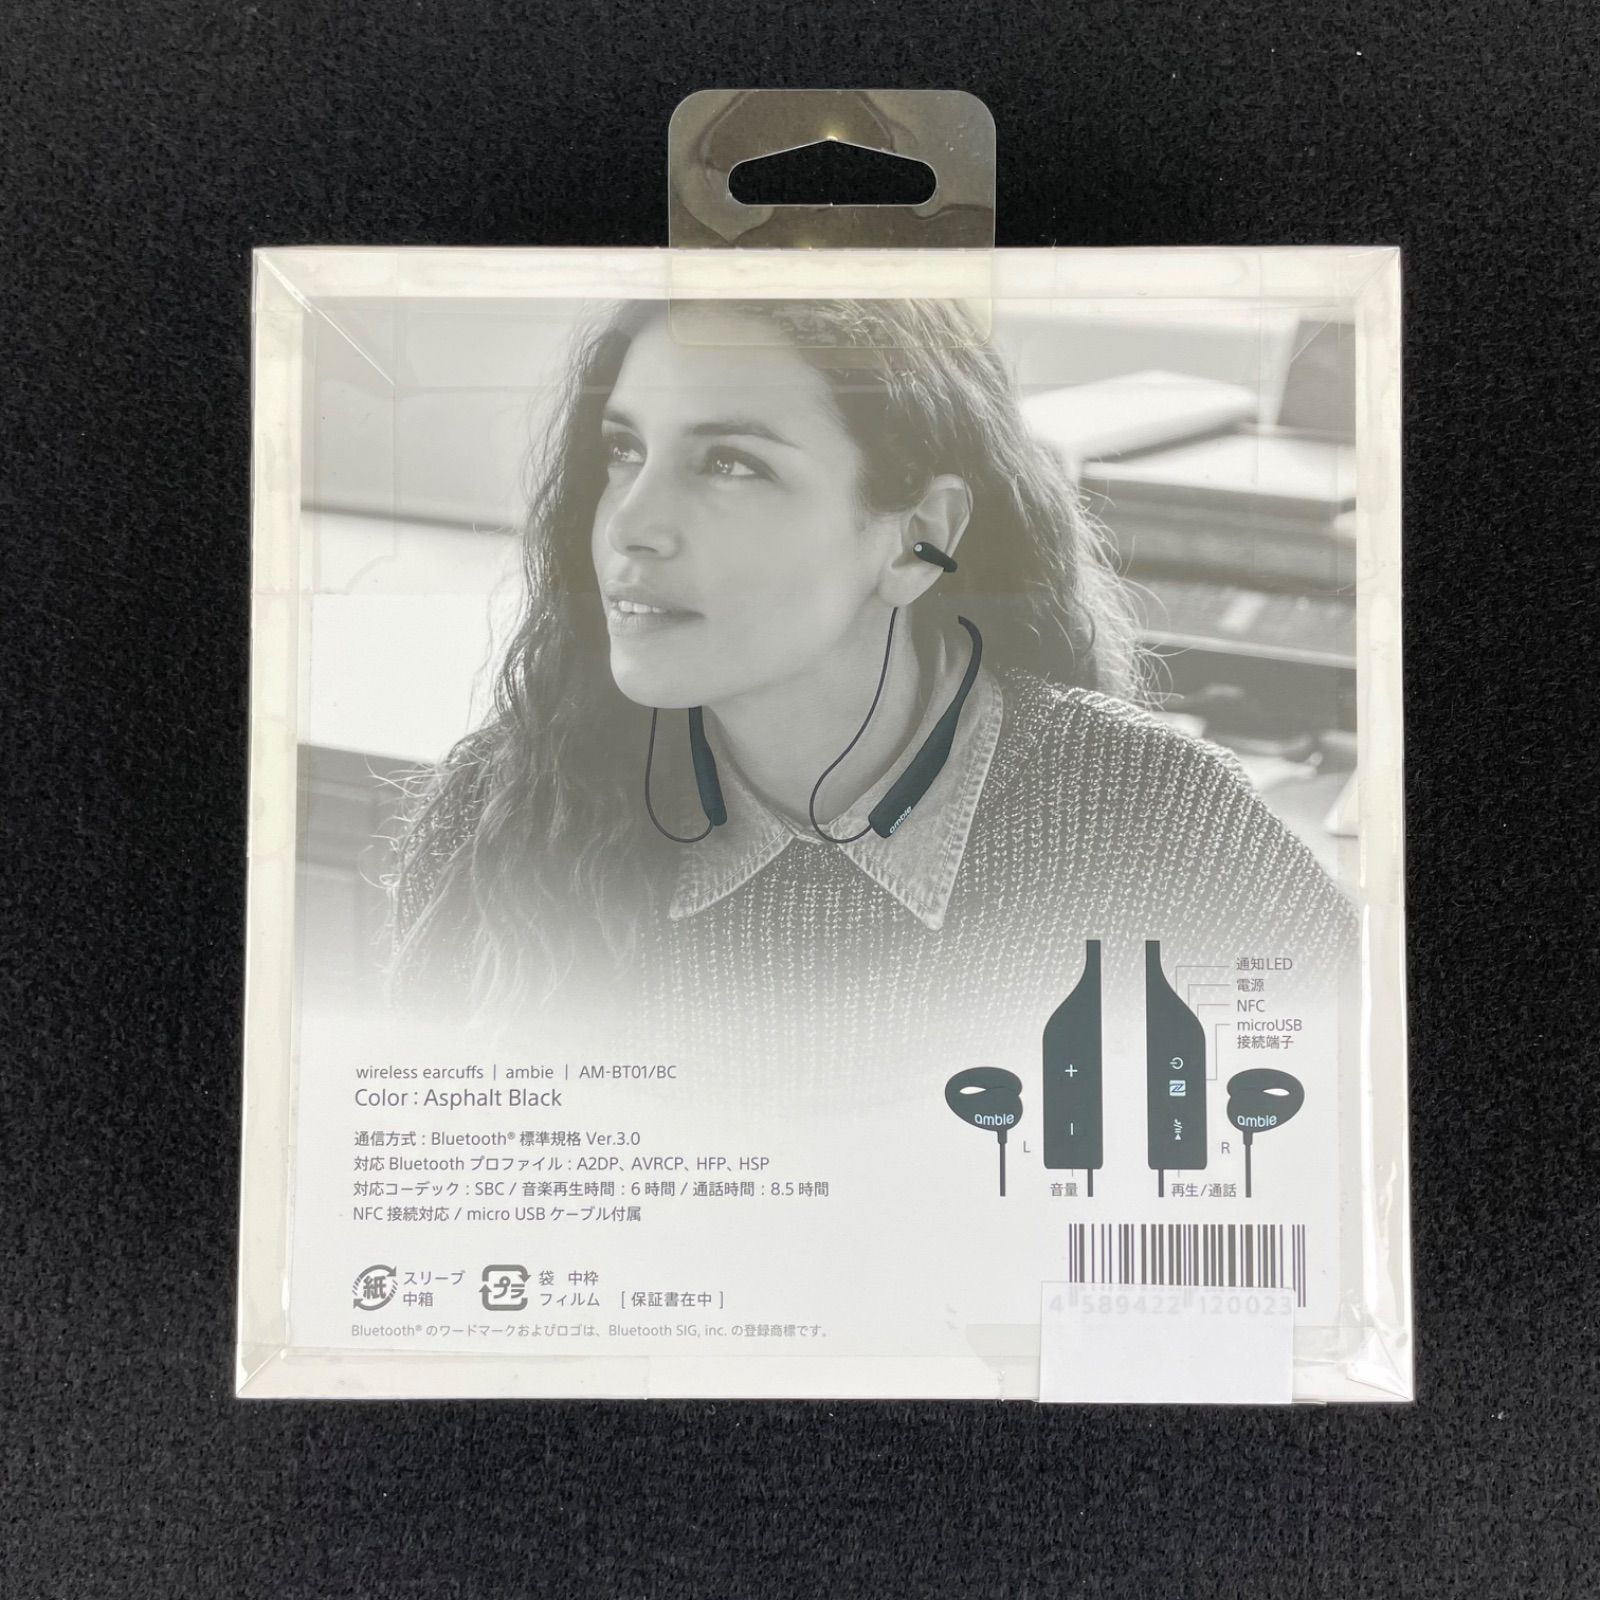 ambie
通知LED
電源
NFC
microUSB
接続端子
wireless earcuffs | ambie | AM-BT01/BC
Color : Asphalt Black
通信方式 : Bluetooth® 標準規格 Ver.3.0
対応 Bluetooth プロファイル : A2DP、AVRCP、HFP、HSP
対応コーデック : SBC / 音楽再生時間 : 6 時間 / 通話時間 : 8.5 時間
NFC 接続対応 / micro USB ケーブル付属
ambie
L
+
−
音量
ambie
R
再生/通話
紙
スリーブ
中箱
プラ
袋 中枠
フィルム
[ 保証書在中 ]
Bluetooth® のワードマークおよびロゴは、Bluetooth SIG, inc. の登録商標です。
4 589422 120023